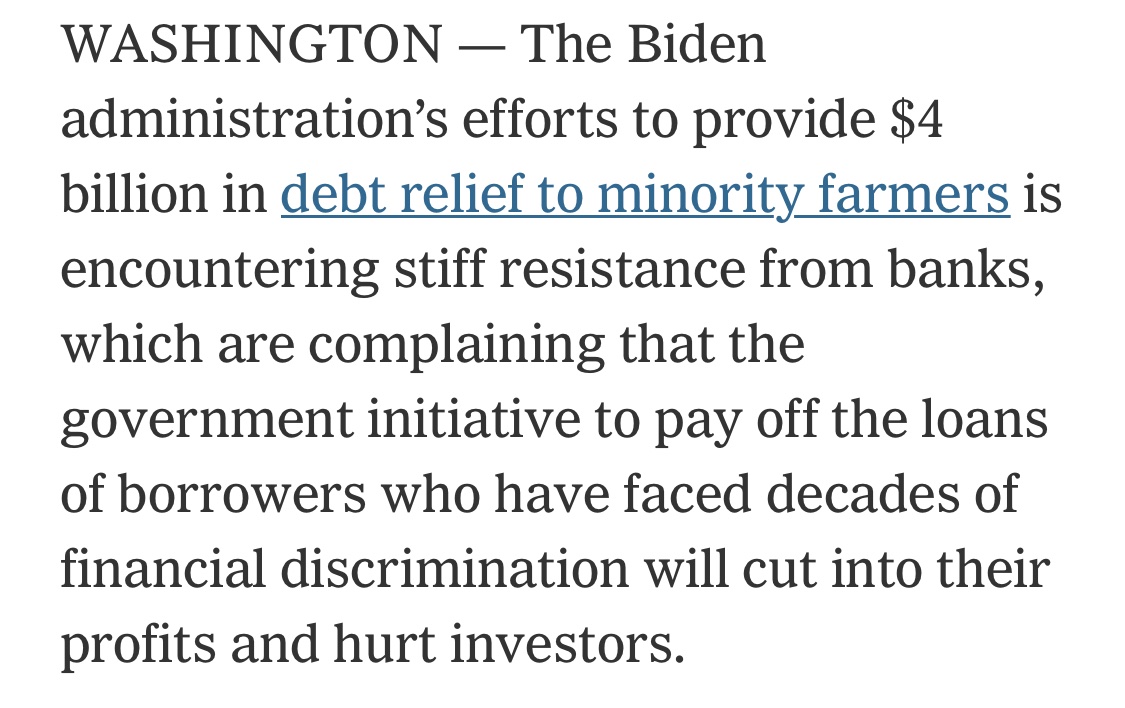 WASHINGTON — The Biden
administration’s efforts to provide $4
billion in debt relief to minority farmers is
encountering stiff resistance from banks,
which are complaining that the
government initiative to pay off the loans
of borrowers who have faced decades of
financial discrimination will cut into their
profits and hurt investors.